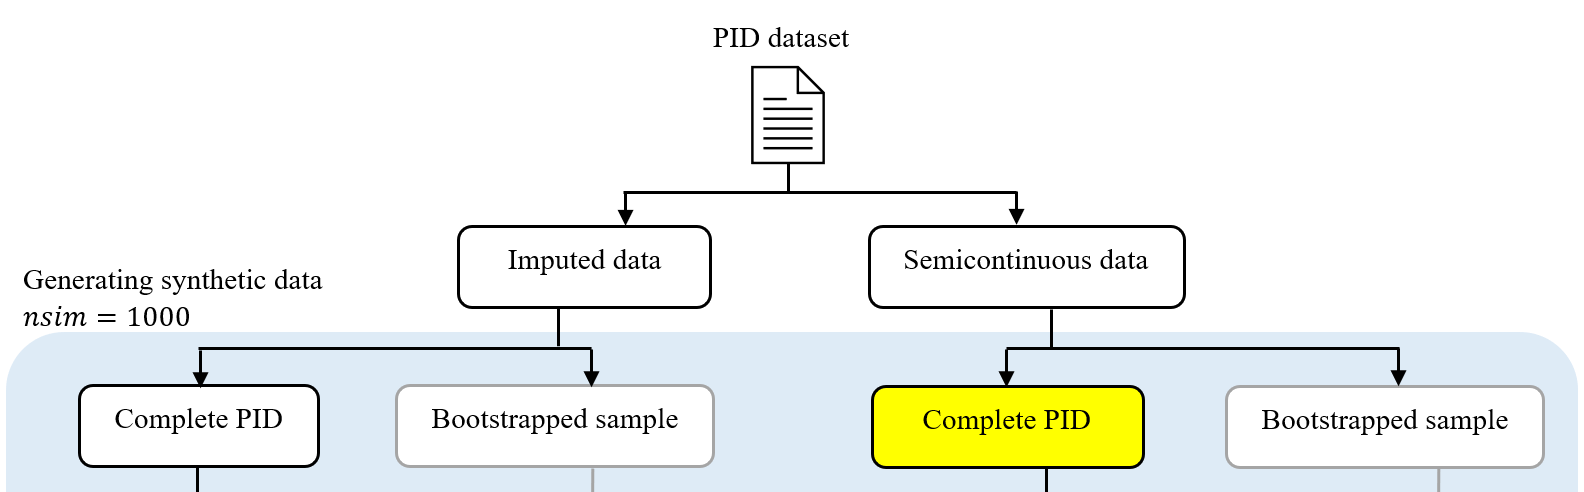 PID dataset
Imputed data
Semicontinuous data
Generating synthetic data
nsim = 1000
Complete PID
Bootstrapped sample
Complete PID
Bootstrapped sample